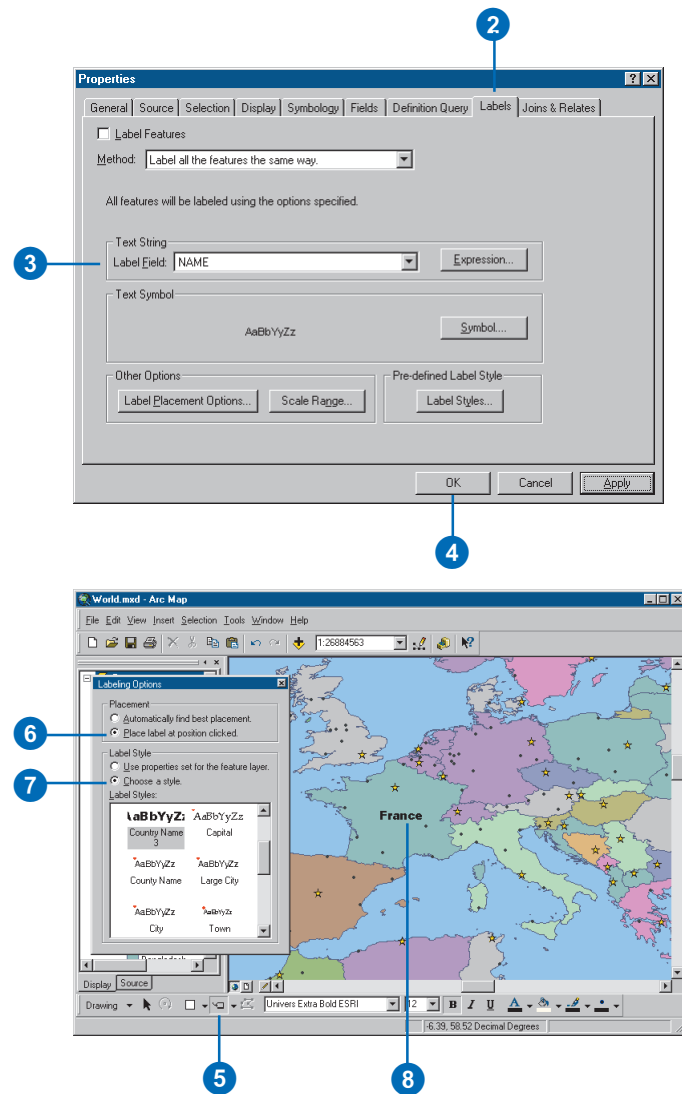 2
Properties
General Source Selection Display Symbology Fields Definition Query Labels Joins & Relates
Label Features
Method: Label all the features the same way.
All features will be labeled using the options specified.
Text String
3
Label Field: NAME Expression...
Text Symbol
AaBbYyZz Symbol....
Other Options Pre-defined Label Style
Label Placement Options... Scale Range... Label Styles...
OK Cancel Apply
4
World.mxd - Arc Map
File Edit View Insert Selection Tools Window Help
1:26884563
Labeling Options
Placement
Automatically find best placement.
6
Place label at position clicked.
Label Style
Use properties set for the feature layer.
7
Choose a style.
Label Styles:
AaBbYyZz
Country Name Capital
3
France
AaBbYyZz AaBbYyZz
County Name Large City
AaBbYyZz AaBbYyZz
City Town
Display Source
Drawing Univers Extra Bold ESRI 12 B I U A
-6.39, 58.52 Decimal Degrees
5
8